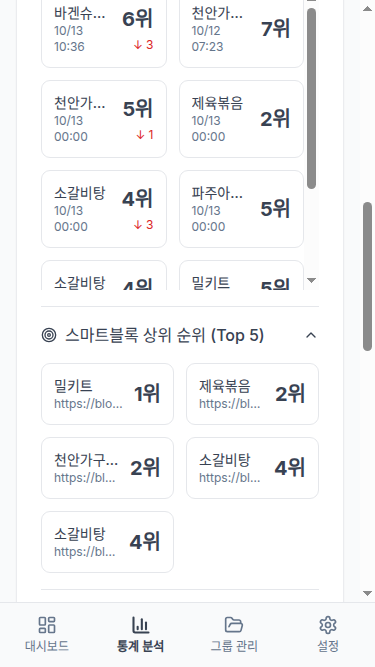 바겐슈...
10/13
10:36
6위
↓ 3
천안가...
10/12
07:23
7위
천안가...
10/13
00:00
5위
↓ 1
제육볶음
10/13
00:00
2위
소갈비탕
10/13
00:00
4위
↓ 3
파주아...
10/13
00:00
5위
소갈비탕
4위
밀키트
5위
스마트블록 상위 순위 (Top 5)
밀키트
https://blo...
1위
제육볶음
https://bl...
2위
천안가구...
https://bl...
2위
소갈비탕
https://bl...
4위
소갈비탕
https://bl...
4위
대시보드
통계 분석
그룹 관리
설정